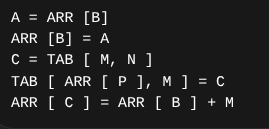 A = ARR [B]
ARR [B] = A
C = TAB [ M, N ]
TAB [ ARR [ P ], M ] = C
ARR [ C ] = ARR [ B ] + M